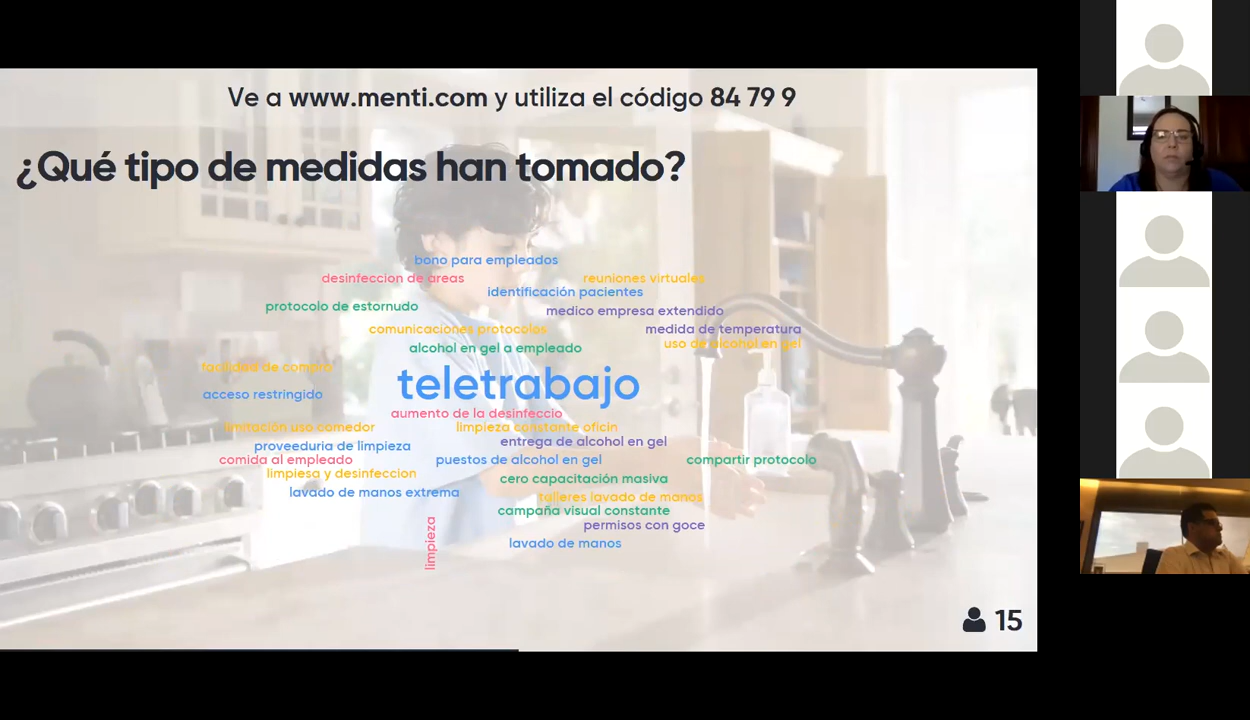 Ve a www.menti.com y utiliza el código 84 79 9
¿Qué tipo de medidas han tomado?
bono para empleados
desinfeccion de areas
reuniones virtuales
identificación pacientes
protocolo de estornudo
medico empresa extendido
comunicaciones protocolos
medida de temperatura
uso de alcohol en gel
alcohol en gel a empleado
facilidad de compra
teletrabajo
acceso restringido
aumento de la desinfeccio
limitación uso comedor
limpieza constante oficin
entrega de alcohol en gel
proveeduria de limpieza
comida al empleado
puestos de alcohol en gel
compartir protocolo
limpiesa y desinfeccion
cero capacitación masiva
lavado de manos extrema
talleres lavado de manos
campaña visual constante
permisos con goce
limpieza
lavado de manos
15